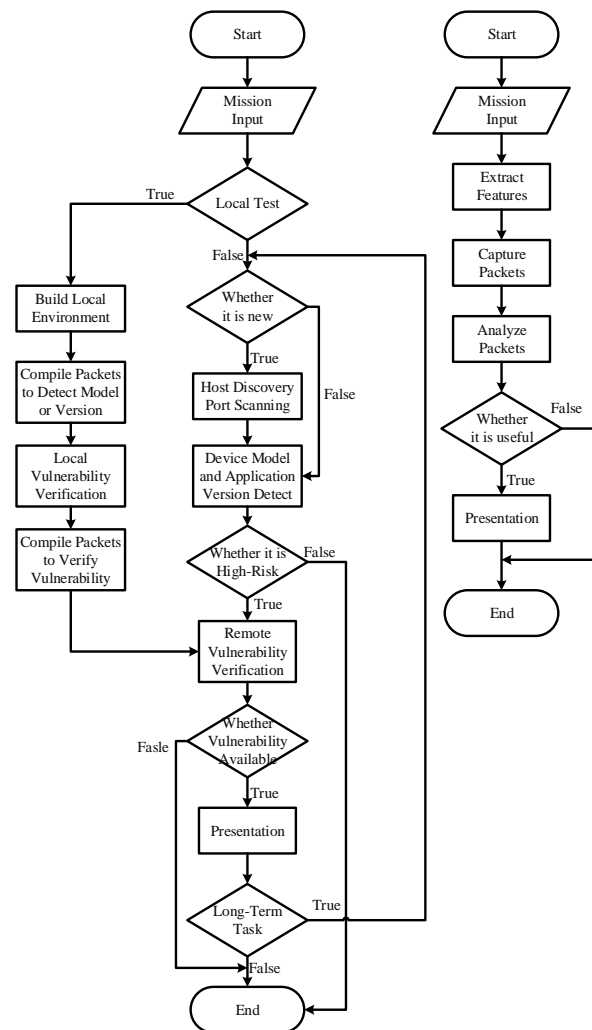 Start
Mission
Input
Local Test
True
False
Build Local
Environment
Compile Packets
to Detect Model
or Version
Local
Vulnerability
Verification
Compile Packets
to Verify
Vulnerability
Whether
it is new
True
False
Host Discovery
Port Scanning
Device Model
and Application
Version Detect
Whether it is
High-Risk
False
True
Remote
Vulnerability
Verification
Whether
Vulnerability
Available
Fasle
True
Presentation
Long-Term
Task
True
False
End
Start
Mission
Input
Extract
Features
Capture
Packets
Analyze
Packets
Whether
it is useful
False
True
Presentation
End